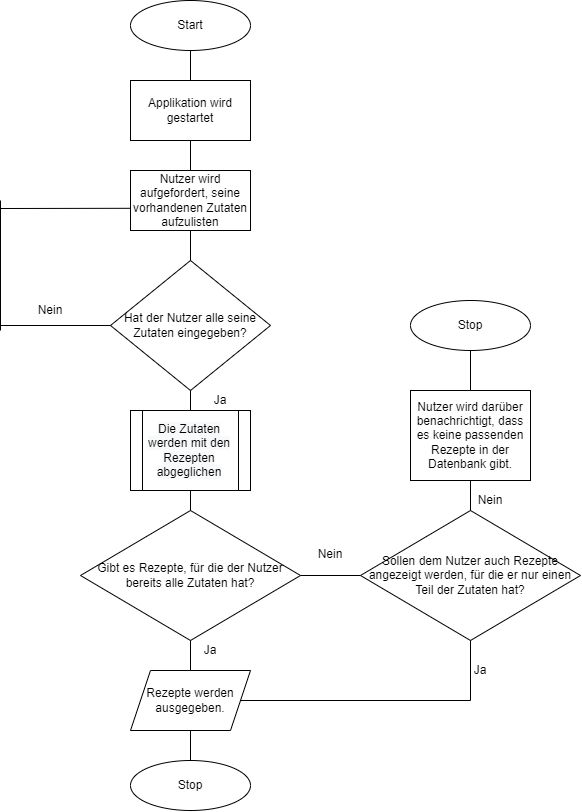 Start
Applikation wird
gestartet
Nutzer wird
aufgefordert, seine
vorhandenen Zutaten
aufzulisten
Nein
Hat der Nutzer alle seine
Zutaten eingegeben?
Ja
Die Zutaten
werden mit den
Rezepten
abgeglichen
Gibt es Rezepte, für die der Nutzer
bereits alle Zutaten hat?
Nein
Sollen dem Nutzer auch Rezepte
angezeigt werden, für die er nur einen
Teil der Zutaten hat?
Nein
Nutzer wird darüber
benachrichtigt, dass
es keine passenden
Rezepte in der
Datenbank gibt.
Stop
Ja
Ja
Rezepte werden
ausgegeben.
Stop